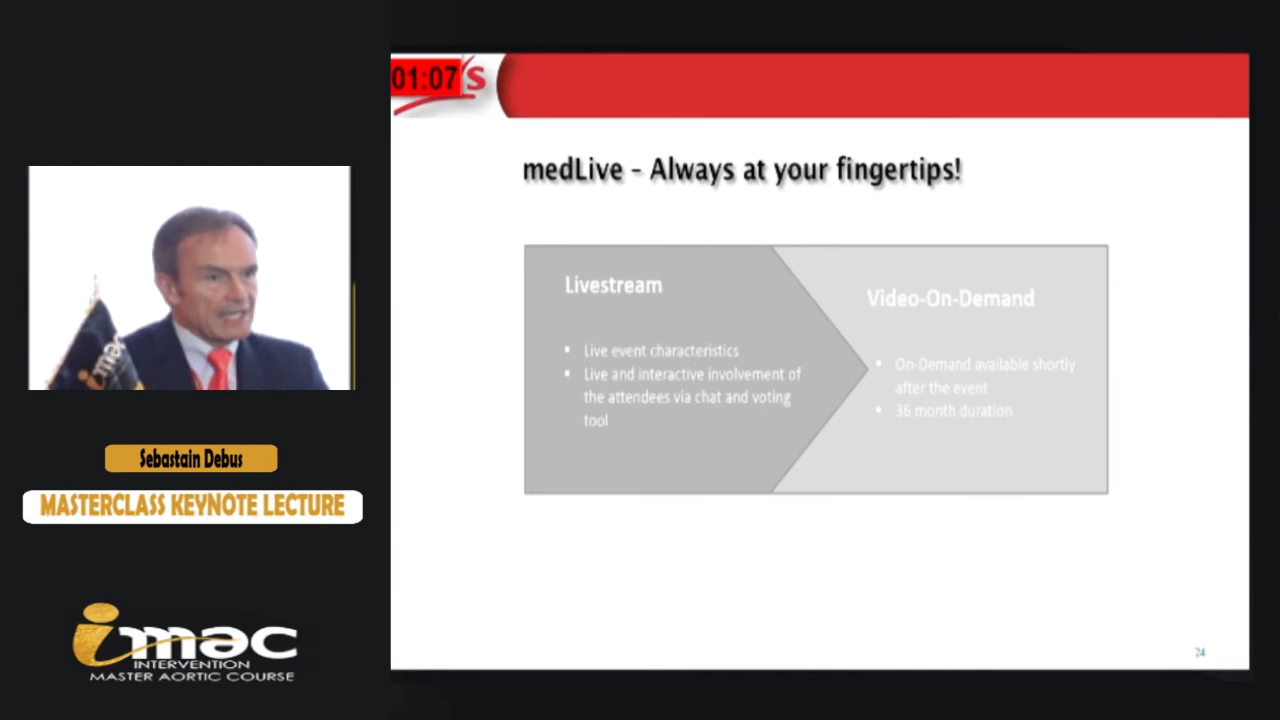 01:07
s
medLive - Always at your fingertips!
Livestream
• Live event characteristics
• Live and interactive involvement of
the attendees via chat and voting
tool
Video-On-Demand
• On-Demand available shortly
after the event
• 36 month duration
24
imac
Sebastain Debus
MASTERCLASS KEYNOTE LECTURE
imac
INTERVENTION
MASTER AORTIC COURSE